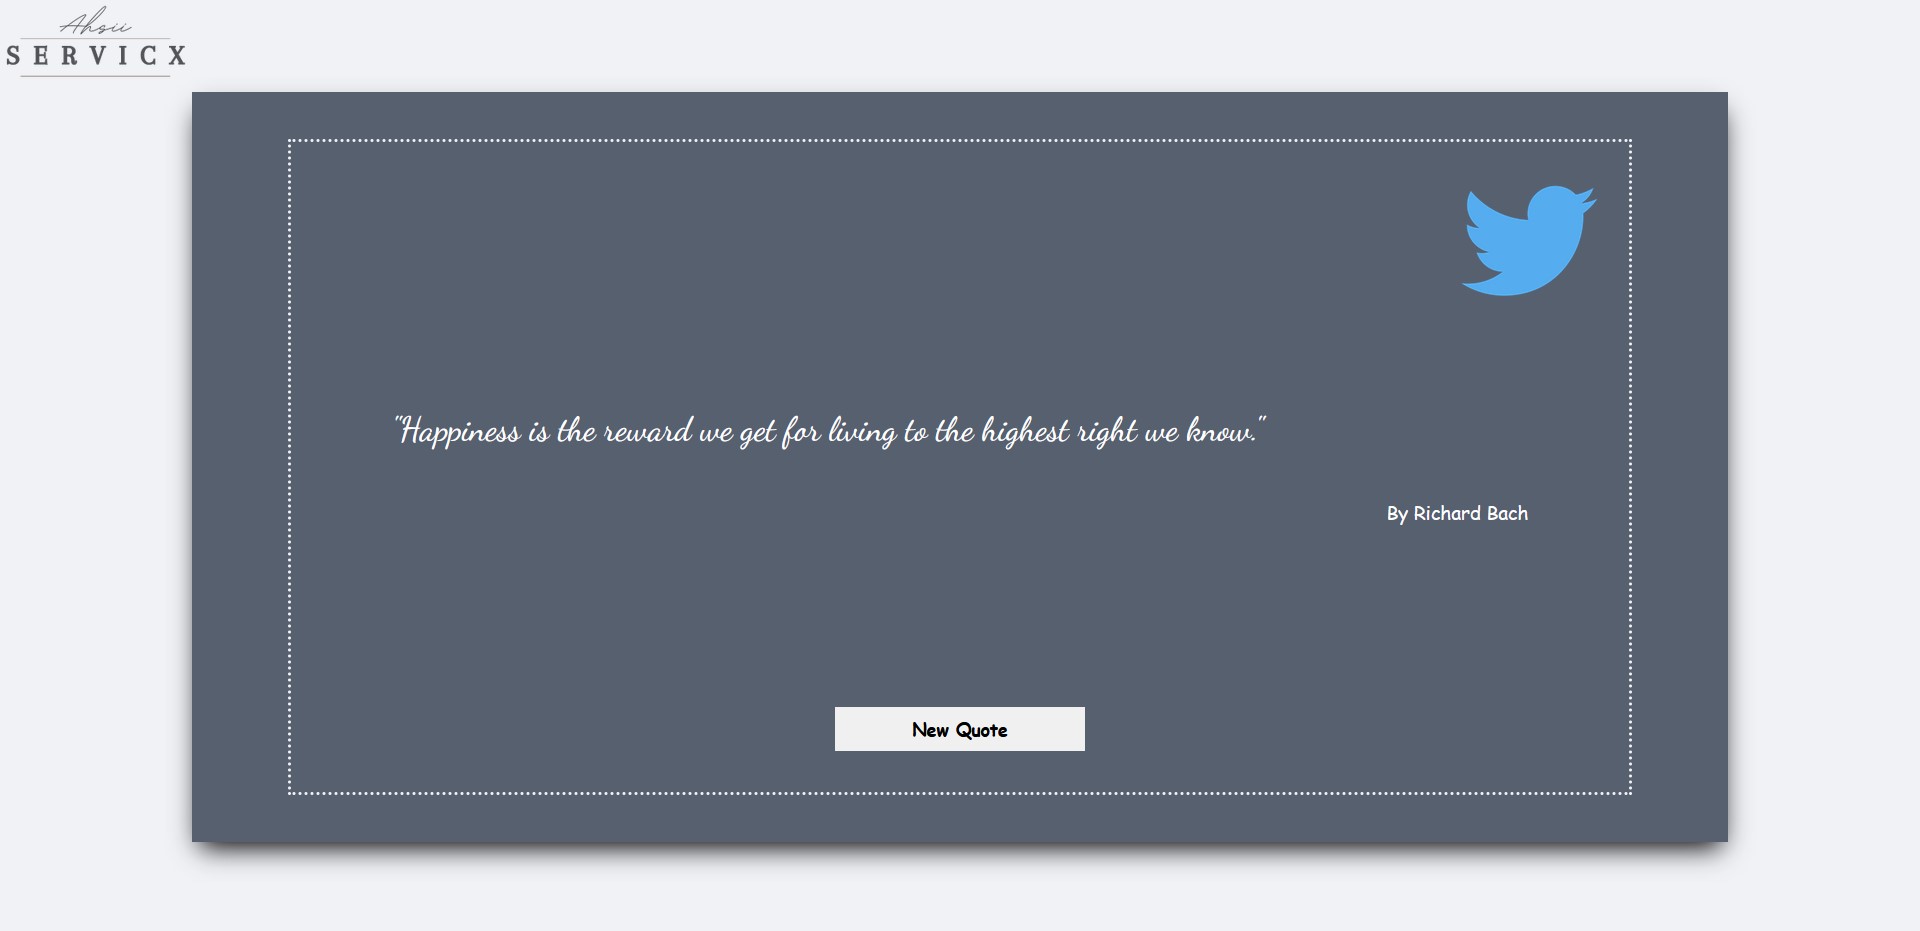 Ahsii
SERVICX
"Happiness is the reward we get for living to the highest right we know."
By Richard Bach
New Quote